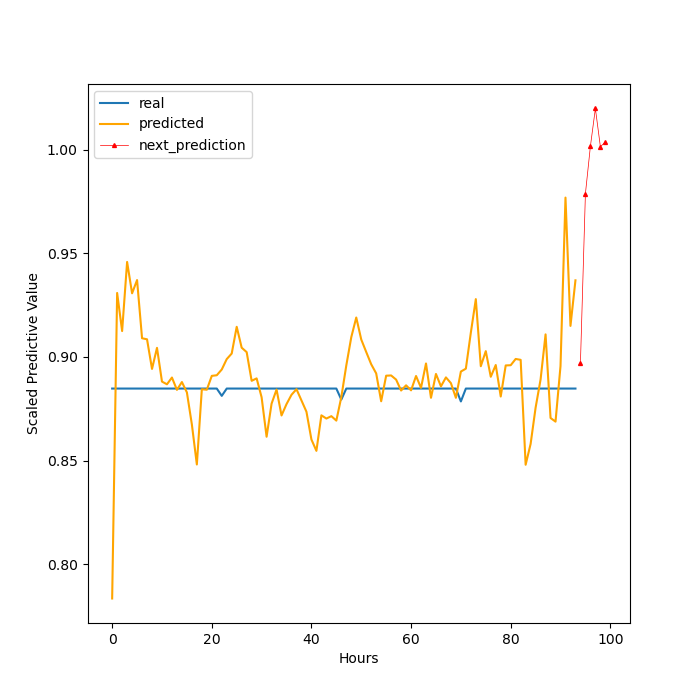 real
predicted
next_prediction
1.00
0.95
0.90
0.85
0.80
Scaled Predictive Value
0 20 40 60 80 100
Hours